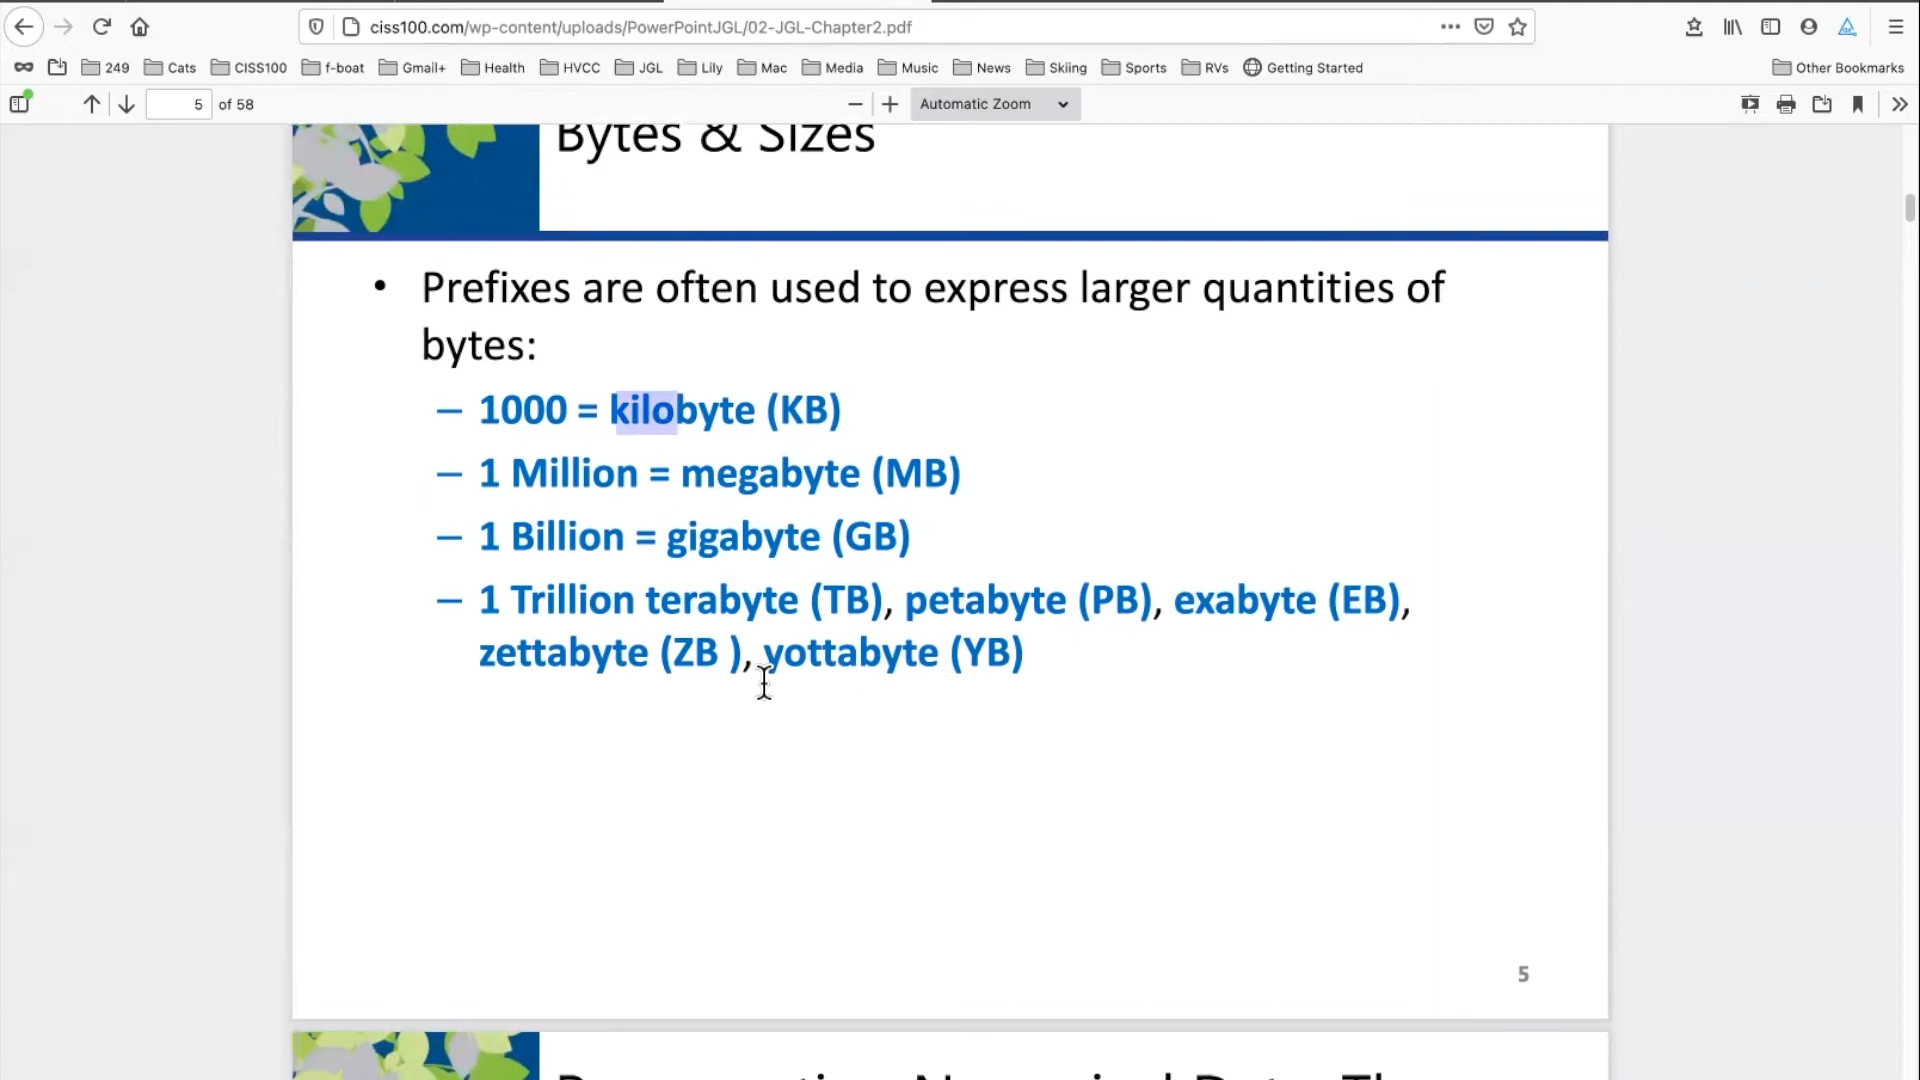 ciss100.com/wp-content/uploads/PowerPointJGL/02-JGL-Chapter2.pdf
249 Cats CISS100 f-boat Gmail+ Health HVCC JGL Lily Mac Media Music News Skiing Sports RVs Getting Started Other Bookmarks
5 of 58 Automatic Zoom
Bytes & Sizes
• Prefixes are often used to express larger quantities of
bytes:
– 1000 = kilobyte (KB)
– 1 Million = megabyte (MB)
– 1 Billion = gigabyte (GB)
– 1 Trillion terabyte (TB), petabyte (PB), exabyte (EB),
zettabyte (ZB ), yottabyte (YB)
5